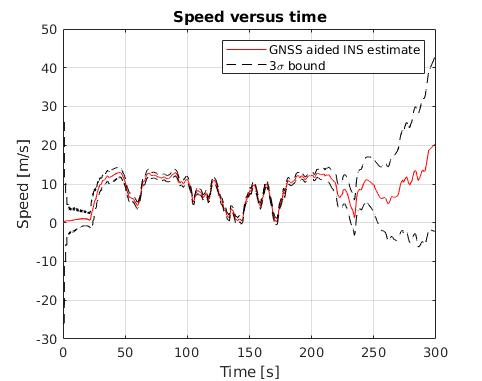 Speed versus time
GNSS aided INS estimate
3σ bound
Speed [m/s]
50
40
30
20
10
0
-10
-20
-30
0 50 100 150 200 250 300
Time [s]